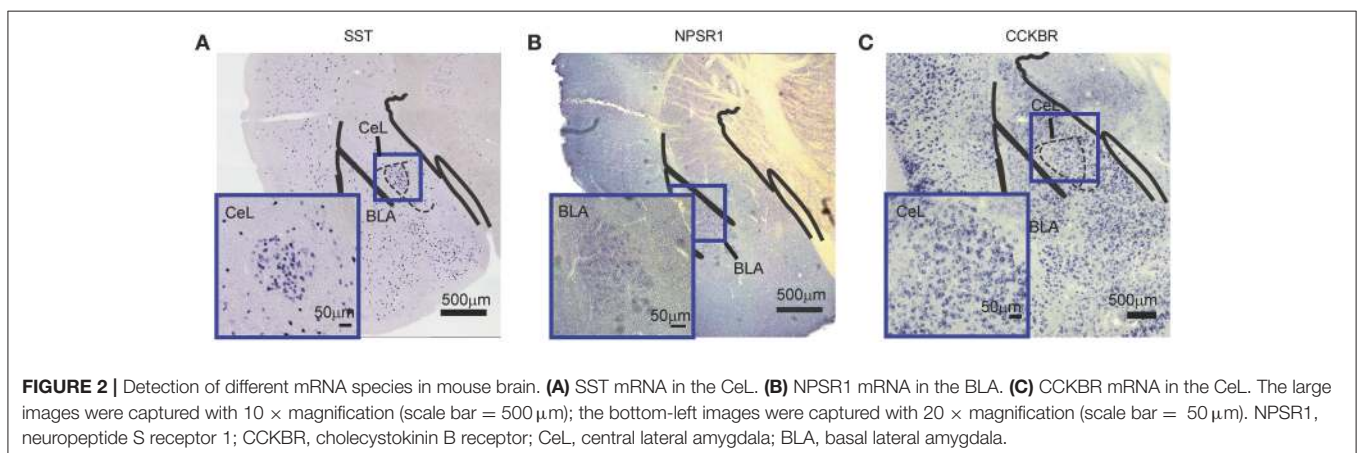 A
SST
CeL
BLA
CeL
50μm
500μm
B
NPSR1
BLA
BLA
50μm
500μm
C
CCKBR
CeL
CeL
BLA
50μm
500μm
FIGURE 2 | Detection of different mRNA species in mouse brain. (A) SST mRNA in the CeL. (B) NPSR1 mRNA in the BLA. (C) CCKBR mRNA in the CeL. The large
images were captured with 10 × magnification (scale bar = 500 μm); the bottom-left images were captured with 20 × magnification (scale bar = 50 μm). NPSR1,
neuropeptide S receptor 1; CCKBR, cholecystokinin B receptor; CeL, central lateral amygdala; BLA, basal lateral amygdala.